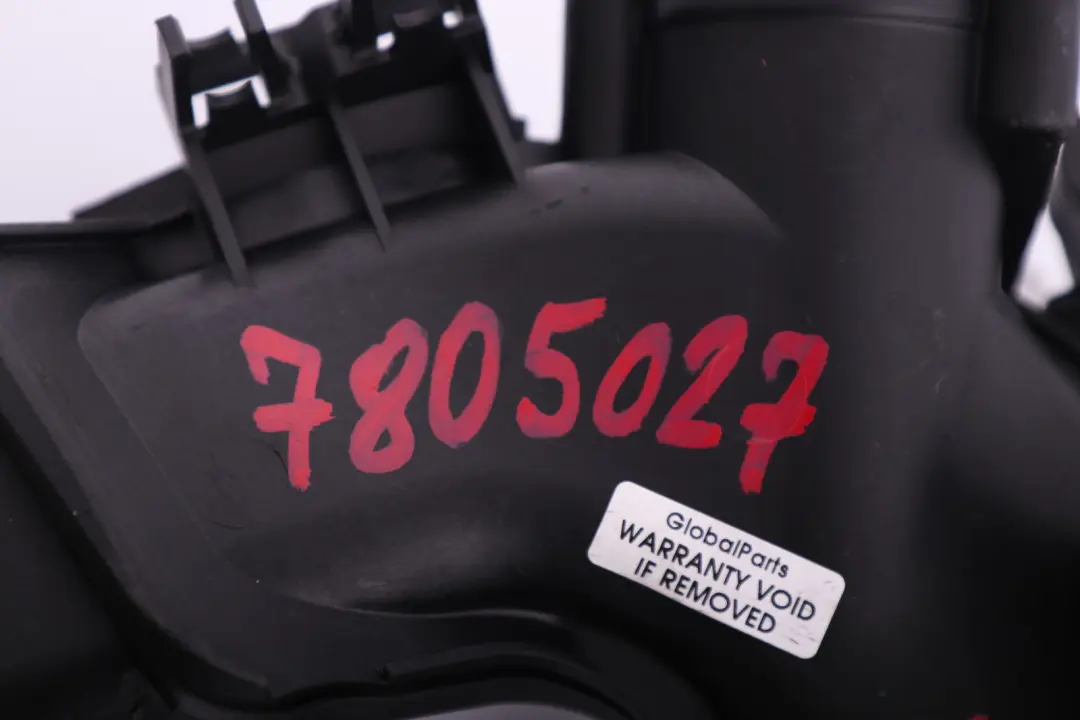 7805027
GlobalParts
WARRANTY VOID
IF REMOVED